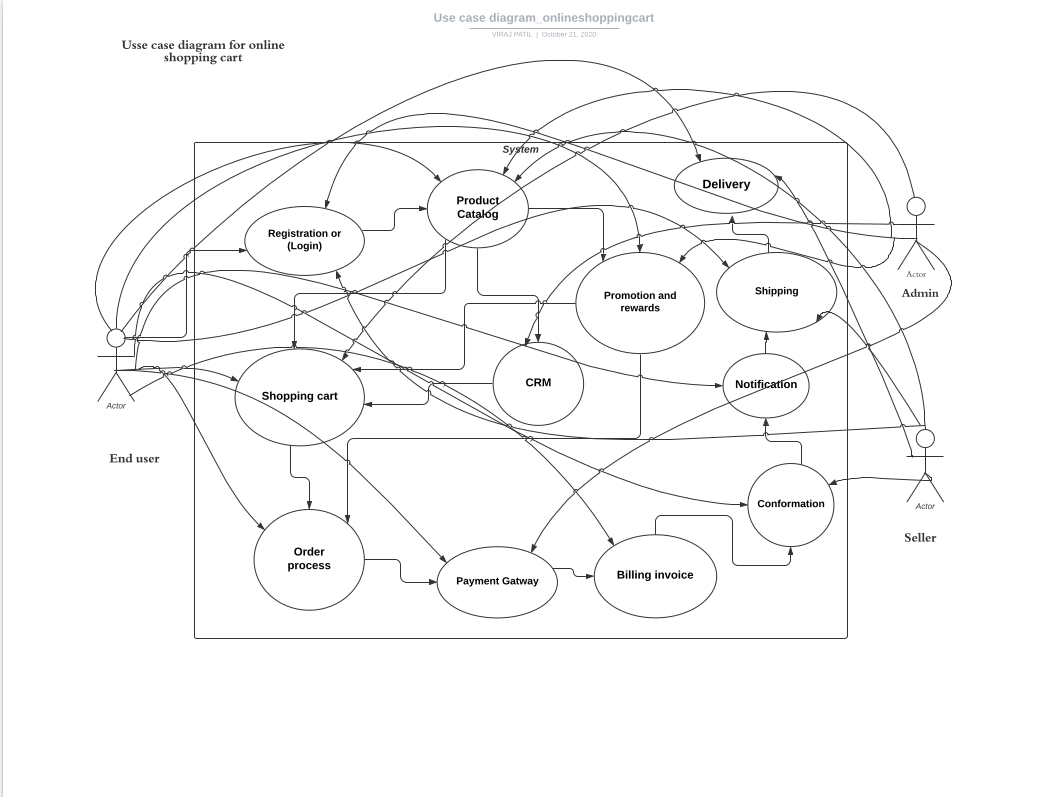 Use case diagram_onlineshoppingcart
VIRAJ PATIL | October 21, 2020
Usse case diagram for online
shopping cart
System
Delivery
Product
Catalog
Registration or
(Login)
Actor
Admin
Shipping
Promotion and
rewards
CRM
Notification
Shopping cart
Actor
End user
Conformation
Actor
Seller
Order
process
Payment Gatway
Billing invoice